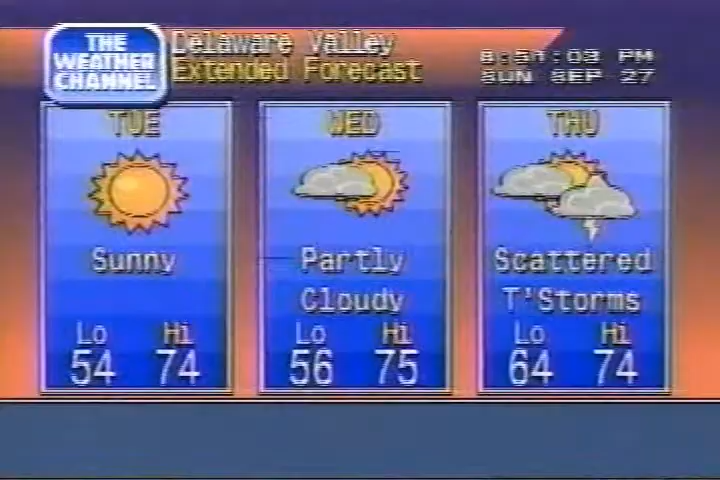 THE
WEATHER
CHANNEL
Delaware Valley
Extended Forecast
8:51:03 PM
SUN SEP 27
TUE
Sunny
Lo Hi
54 74
WED
Partly
Cloudy
Lo Hi
56 75
THU
Scattered
T'Storms
Lo Hi
64 74